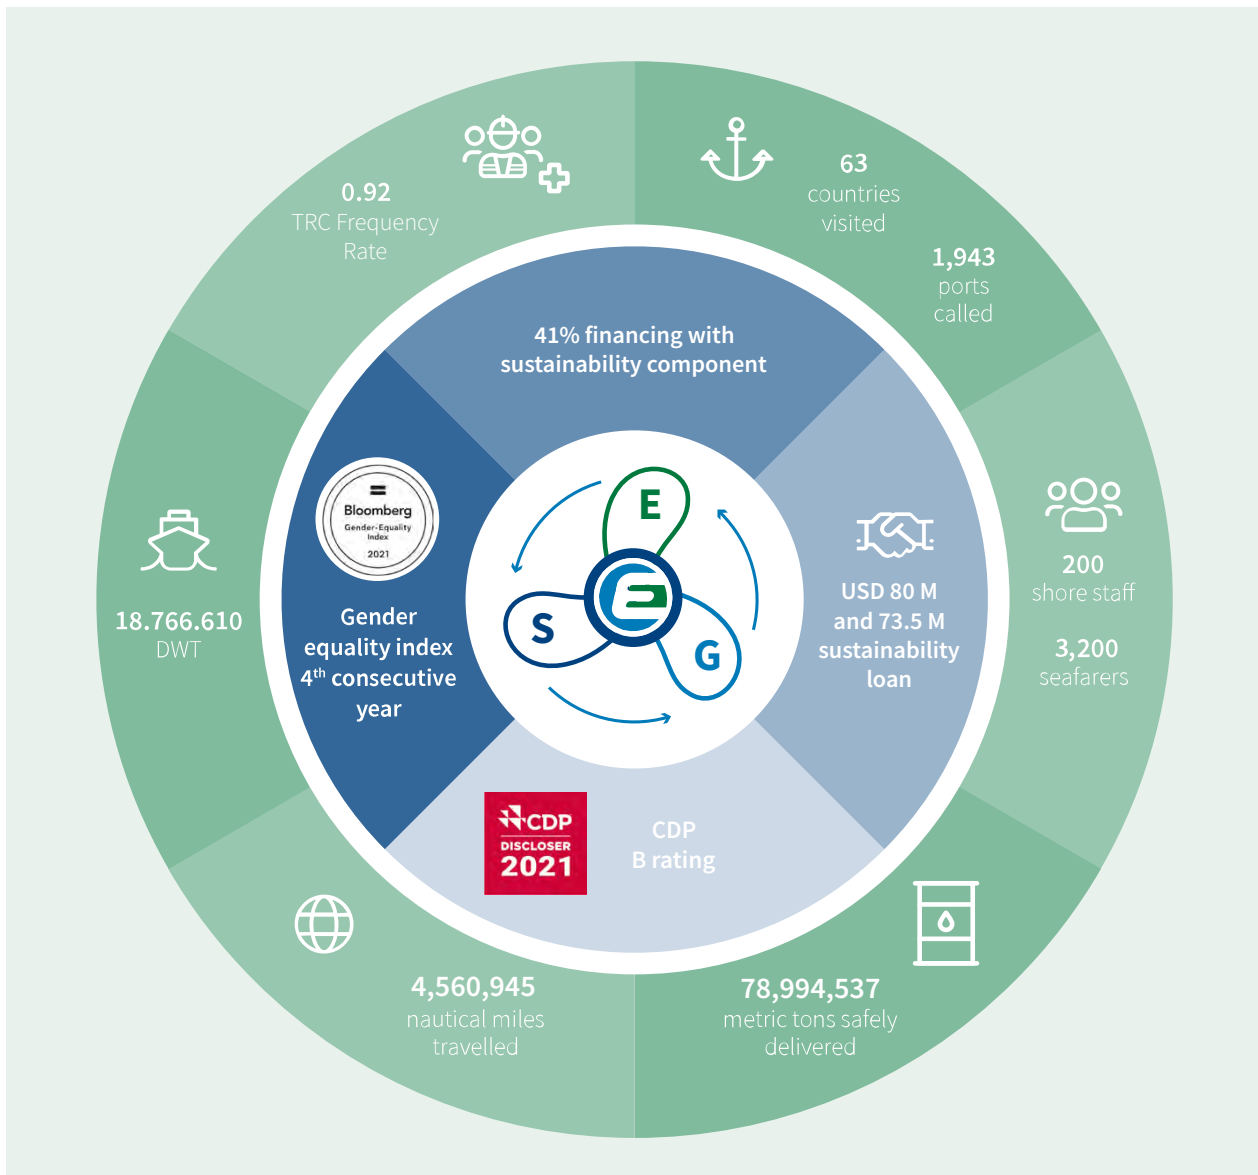 0.92
TRC Frequency
Rate
63
countries
visited
1,943
ports
called
200
shore staff
3,200
seafarers
78,994,537
metric tons safely
delivered
4,560,945
nautical miles
travelled
18.766.610
DWT
41% financing with
sustainability component
USD 80 M
and 73.5 M
sustainability
loan
CDP
B rating
CDP
DISCLOSER
2021
Bloomberg
Gender-Equality
Index
2021
Gender
equality index
4th consecutive
year
E
S
G